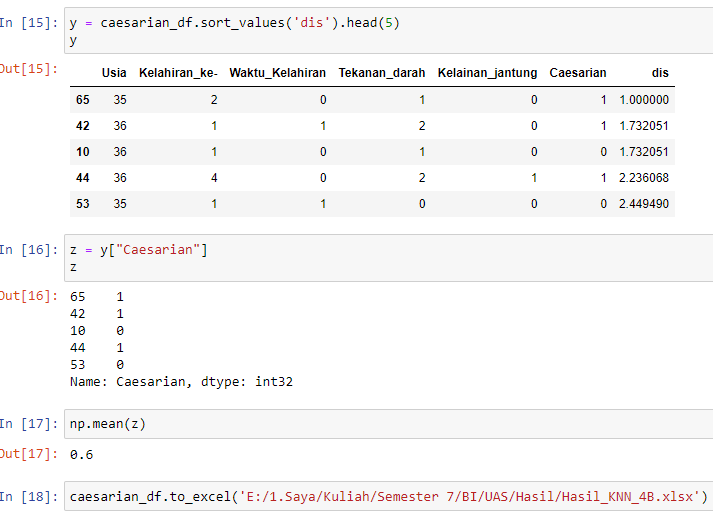 In [15]: y = caesarian_df.sort_values('dis').head(5)
y
Out[15]:
Usia Kelahiran_ke- Waktu_Kelahiran Tekanan_darah Kelainan_jantung Caesarian dis
65 35 2 0 1 0 1 1.000000
42 36 1 1 2 0 1 1.732051
10 36 1 0 1 0 0 1.732051
44 36 4 0 2 1 1 2.236068
53 35 1 1 0 0 0 2.449490
In [16]: z = y["Caesarian"]
z
Out[16]: 65 1
42 1
10 0
44 1
53 0
Name: Caesarian, dtype: int32
In [17]: np.mean(z)
Out[17]: 0.6
In [18]: caesarian_df.to_excel('E:/1.Saya/Kuliah/Semester 7/BI/UAS/Hasil/Hasil_KNN_4B.xlsx')